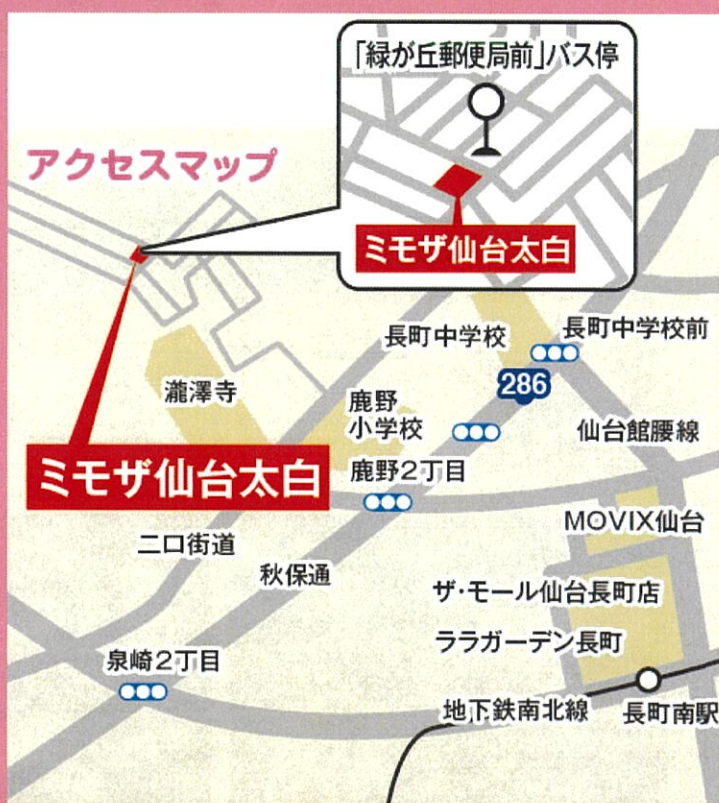 「緑が丘郵便局前」バス停
アクセスマップ
ミモザ仙台太白
長町中学校
長町中学校前
286
瀧澤寺
鹿野
小学校
仙台館腰線
ミモザ仙台太白
鹿野2丁目
MOVIX仙台
二口街道
秋保通
ザ・モール仙台長町店
ララガーデン長町
泉崎2丁目
地下鉄南北線
長町南駅